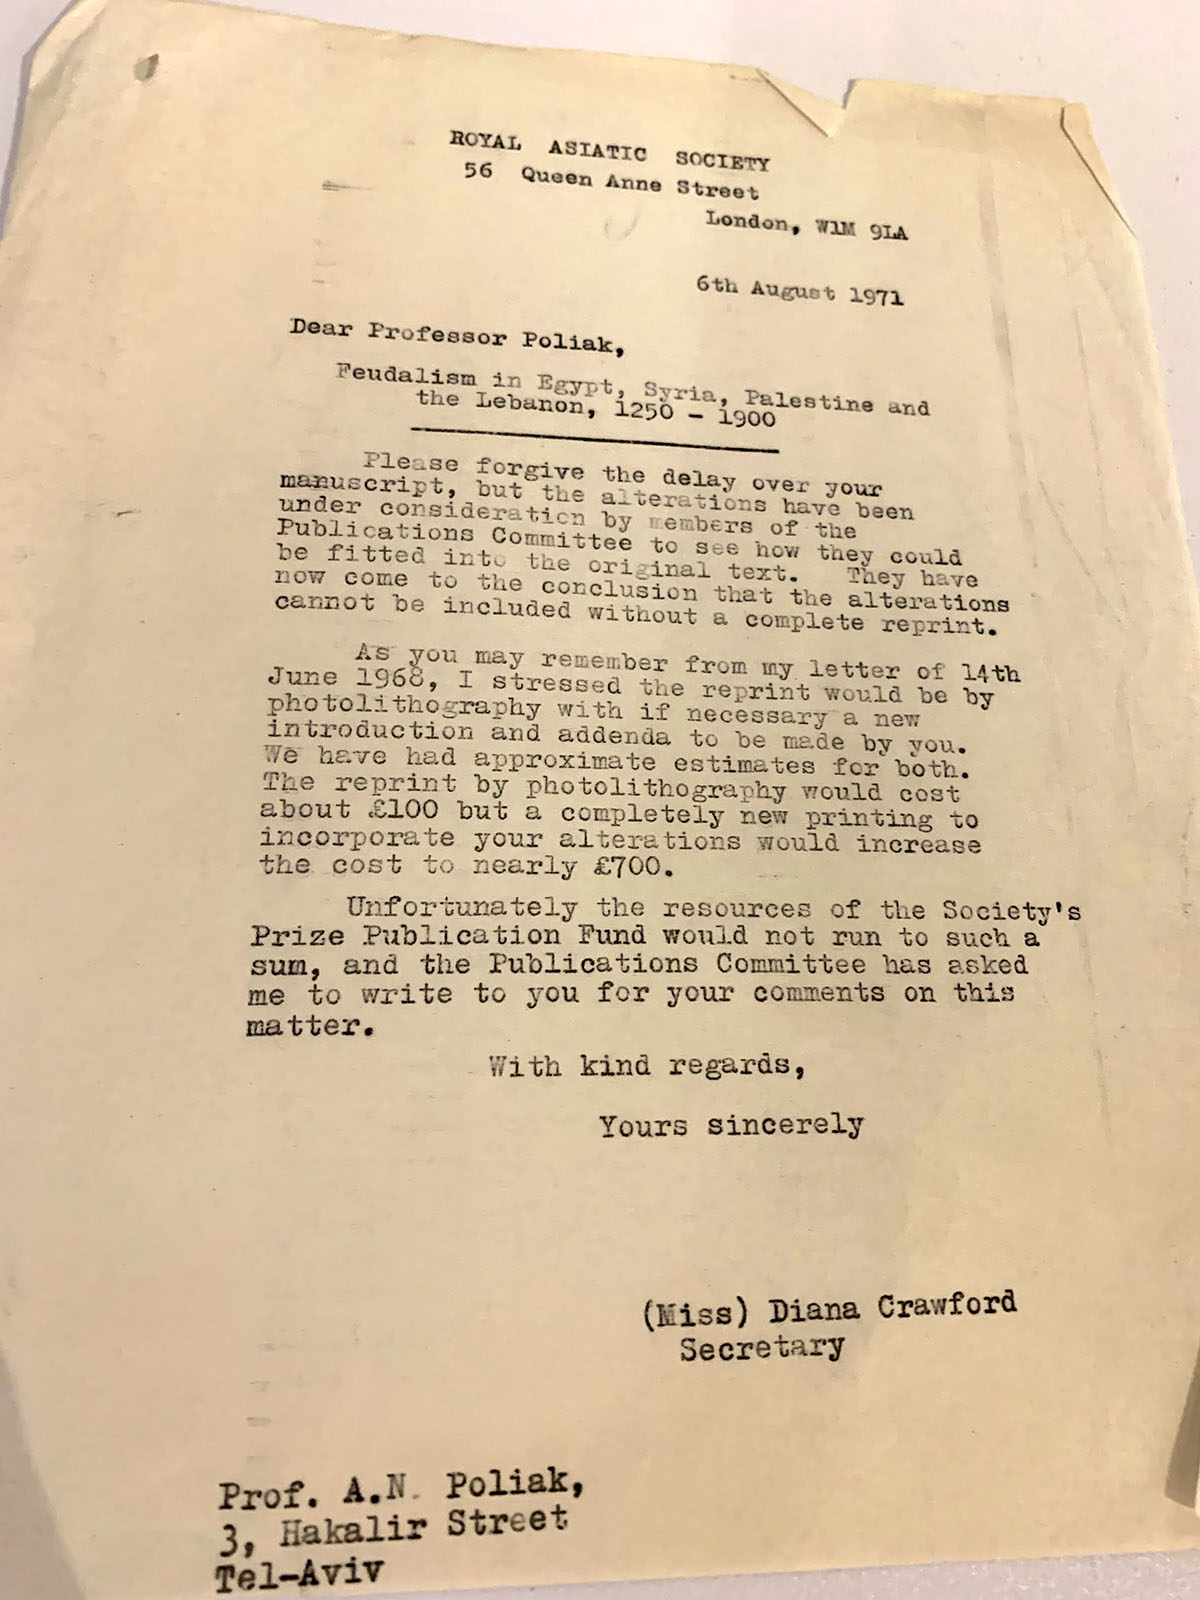 ROYAL ASIATIC SOCIETY
56 Queen Anne Street
London, W1M 9LA
6th August 1971
Dear Professor Poliak,
Feudalism in Egypt, Syria, Palestine and
the Lebanon, 1250 - 1900
Please forgive the delay over your
manuscript, but the alterations have been
under consideration by members of the
Publications Committee to see how they could
be fitted into the original text. They have
now come to the conclusion that the alterations
cannot be included without a complete reprint.
As you may remember from my letter of 14th
June 1968, I stressed the reprint would be by
photolithography with if necessary a new
introduction and addenda to be made by you.
We have had approximate estimates for both.
The reprint by photolithography would cost
about £100 but a completely new printing to
incorporate your alterations would increase
the cost to nearly £700.
Unfortunately the resources of the Society's
Prize Publication Fund would not run to such a
sum, and the Publications Committee has asked
me to write to you for your comments on this
matter.
With kind regards,
Yours sincerely
(Miss) Diana Crawford
Secretary
Prof. A.N. Poliak,
3, Hakalir Street
Tel-Aviv